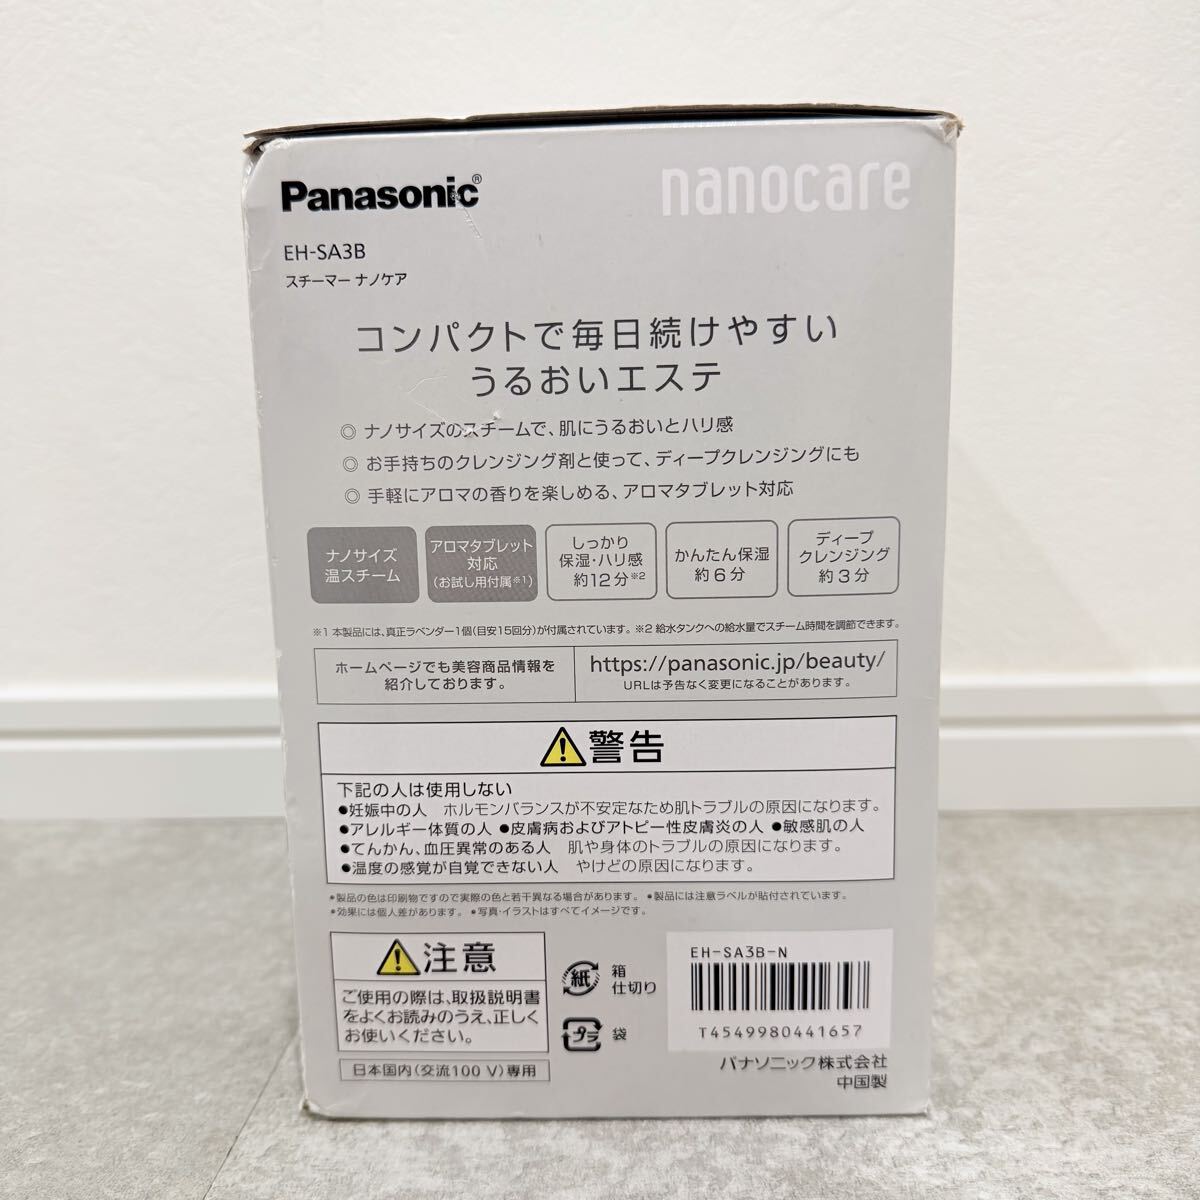 Panasonic®
nanocare
EH-SA3B
スチーマー ナノケア
コンパクトで毎日続けやすい
うるおいエステ
◎ ナノサイズのスチームで、肌にうるおいとハリ感
◎ お手持ちのクレンジング剤と使って、ディープクレンジングにも
◎ 手軽にアロマの香りを楽しめる、アロマタブレット対応
ナノサイズ
温スチーム
アロマタブレット
対応
(お試し用付属※1)
しっかり
保湿・ハリ感
約12分※2
かんたん保湿
約6分
ディープ
クレンジング
約3分
※1 本製品には、真正ラベンダー1個(目安15回分)が付属されています。 ※2 給水タンクへの給水量でスチーム時間を調節できます。
ホームページでも美容商品情報を
紹介しております。
https://panasonic.jp/beauty/
URLは予告なく変更になることがあります。
警告
下記の人は使用しない
●妊娠中の人 ホルモンバランスが不安定なため肌トラブルの原因になります。
●アレルギー体質の人 ●皮膚病およびアトピー性皮膚炎の人 ●敏感肌の人
●てんかん、血圧異常のある人 肌や身体のトラブルの原因になります。
●温度の感覚が自覚できない人 やけどの原因になります。
●製品の色は印刷物ですので実際の色と若干異なる場合があります。 ●製品には注意ラベルが貼付されています。
●効果には個人差があります。 ●写真・イラストはすべてイメージです。
注意
ご使用の際は、取扱説明書
をよくお読みのうえ、正しく
お使いください。
日本国内(交流100 V)専用
紙
箱
仕切り
プラ
袋
EH-SA3B-N
T4549980441657
パナソニック株式会社
中国製